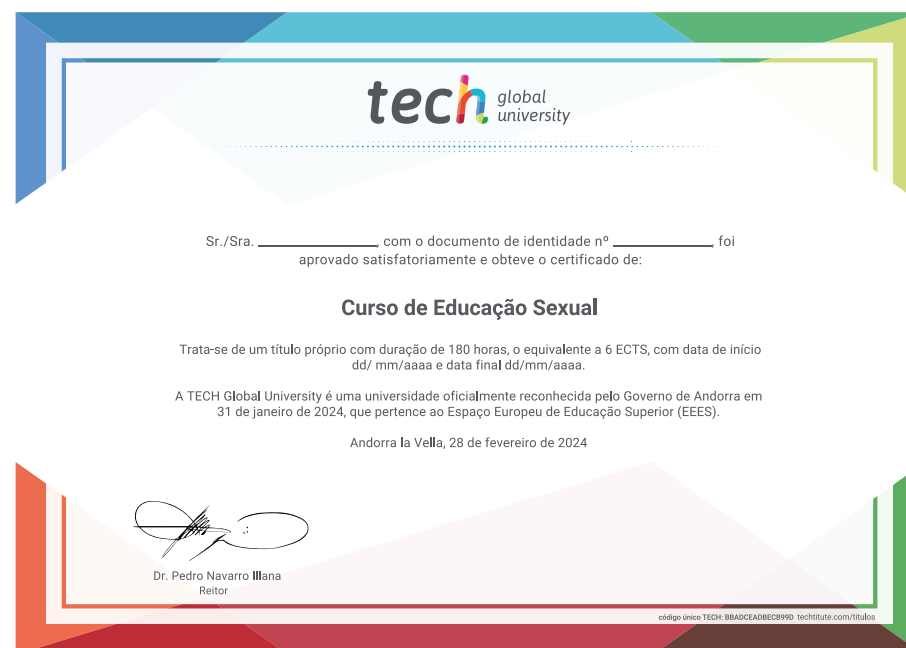 tech global university
Sr./Sra. ________, com o documento de identidade nº ________, foi
aprovado satisfatoriamente e obteve o certificado de:
Curso de Educação Sexual
Trata-se de um título próprio com duração de 180 horas, o equivalente a 6 ECTS, com data de início
dd/ mm/aaaa e data final dd/mm/aaaa.
A TECH Global University é uma universidade oficialmente reconhecida pelo Governo de Andorra em
31 de janeiro de 2024, que pertence ao Espaço Europeu de Educação Superior (EEES).
Andorra la Vella, 28 de fevereiro de 2024
Dr. Pedro Navarro Illana
Reitor
código único TECH: BBADCEADBECB99D techtitute.com/titulos